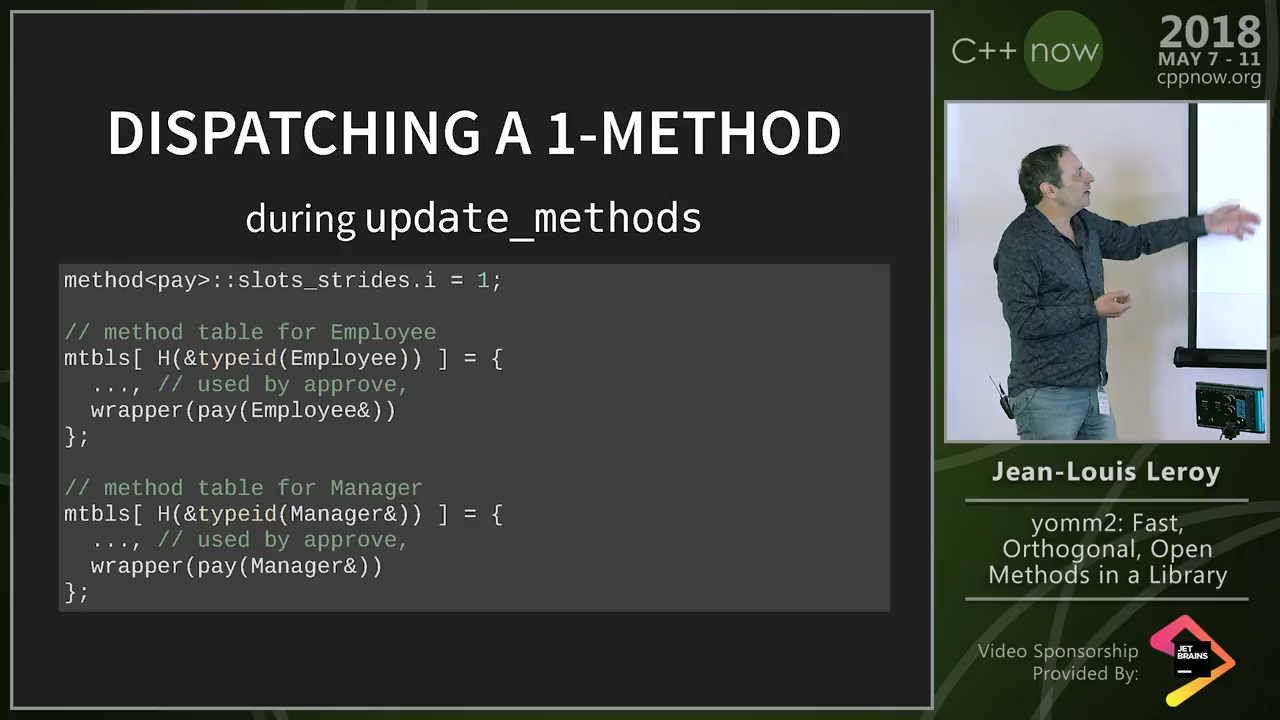 DISPATCHING A 1-METHOD
during update_methods
method<pay>::slots_strides.i = 1;
// method table for Employee
mtbls[ H(&typeid(Employee)) ] = {
..., // used by approve,
wrapper(pay(Employee&))
};
// method table for Manager
mtbls[ H(&typeid(Manager&)) ] = {
..., // used by approve,
wrapper(pay(Manager&))
};
C++ now
2018
MAY 7 - 11
cppnow.org
Jean-Louis Leroy
yomm2: Fast,
Orthogonal, Open
Methods in a Library
Video Sponsorship
Provided By:
JET
BRAINS